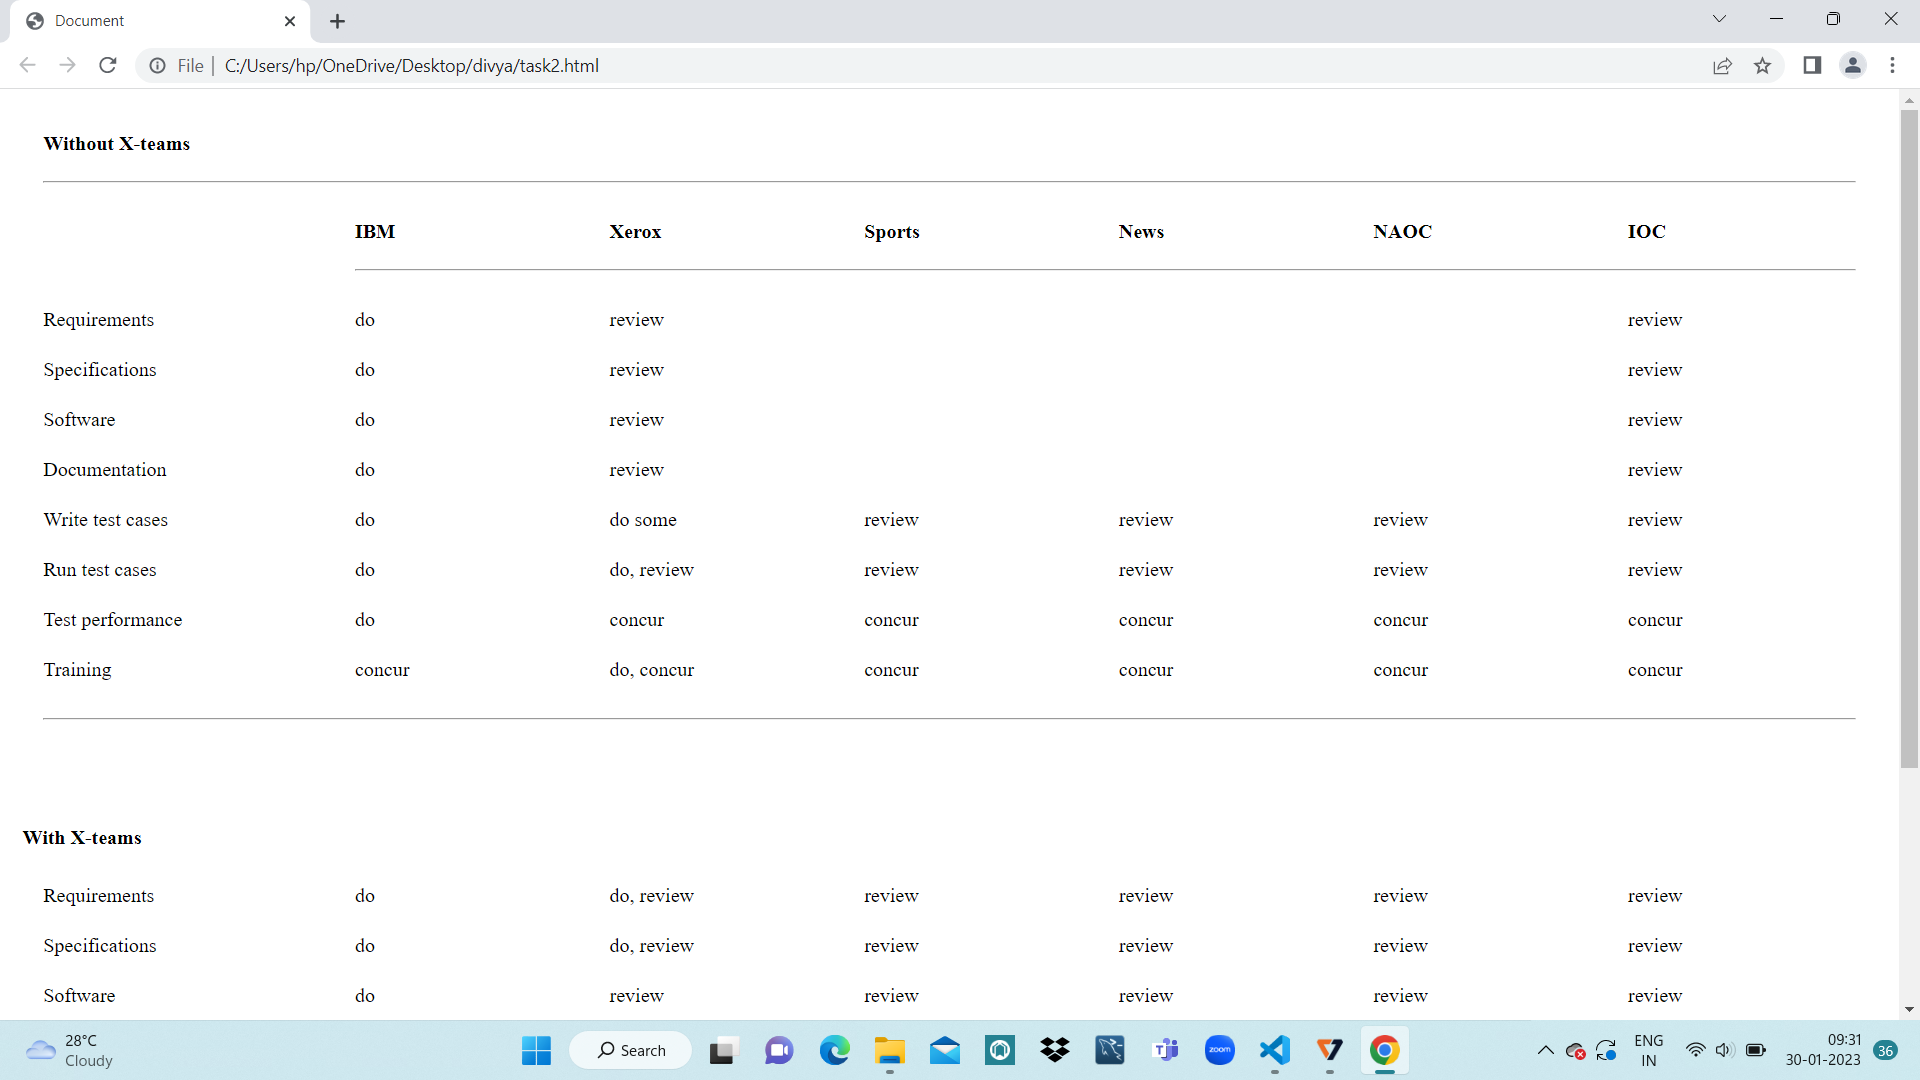 Document
File C:/Users/hp/OneDrive/Desktop/divya/task2.html
Without X-teams
IBM Xerox Sports News NAOC IOC
Requirements do review review
Specifications do review review
Software do review review
Documentation do review review
Write test cases do do some review review review review
Run test cases do do, review review review review review
Test performance do concur concur concur concur concur
Training concur do, concur concur concur concur concur
With X-teams
Requirements do do, review review review review review
Specifications do do, review review review review review
Software do review review review review review
28°C
Cloudy
Search
zoom
ENG
IN
09:31
30-01-2023
36